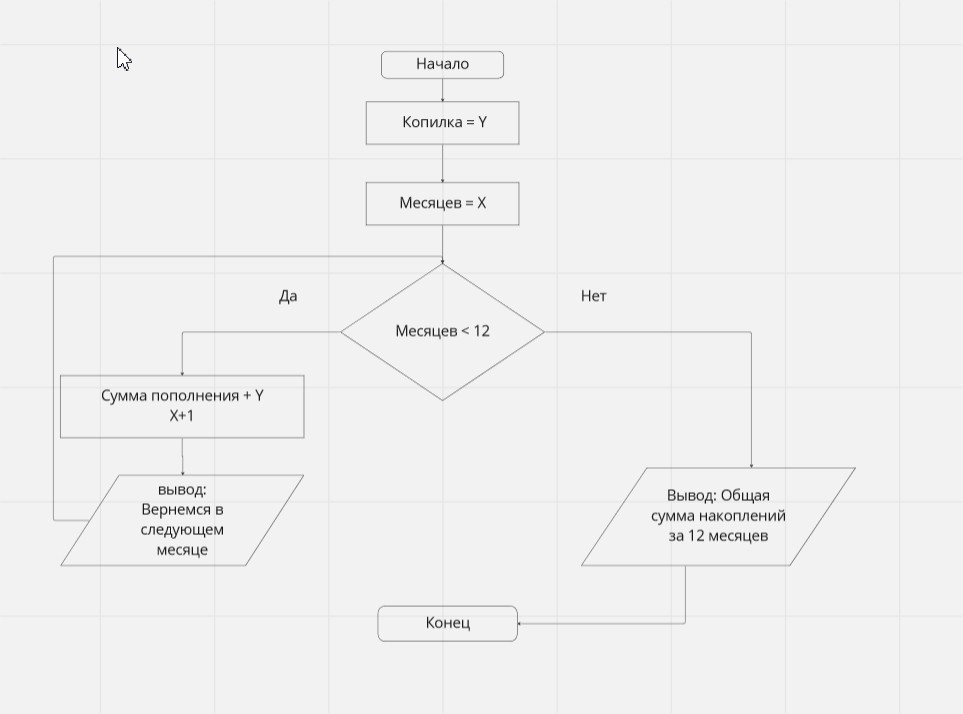 Начало
Копилка = Y
Месяцев = X
Да
Нет
Месяцев < 12
Сумма пополнения + Y
X+1
вывод:
Вернемся в
следующем
месяце
Вывод: Общая
сумма накоплений
за 12 месяцев
Конец